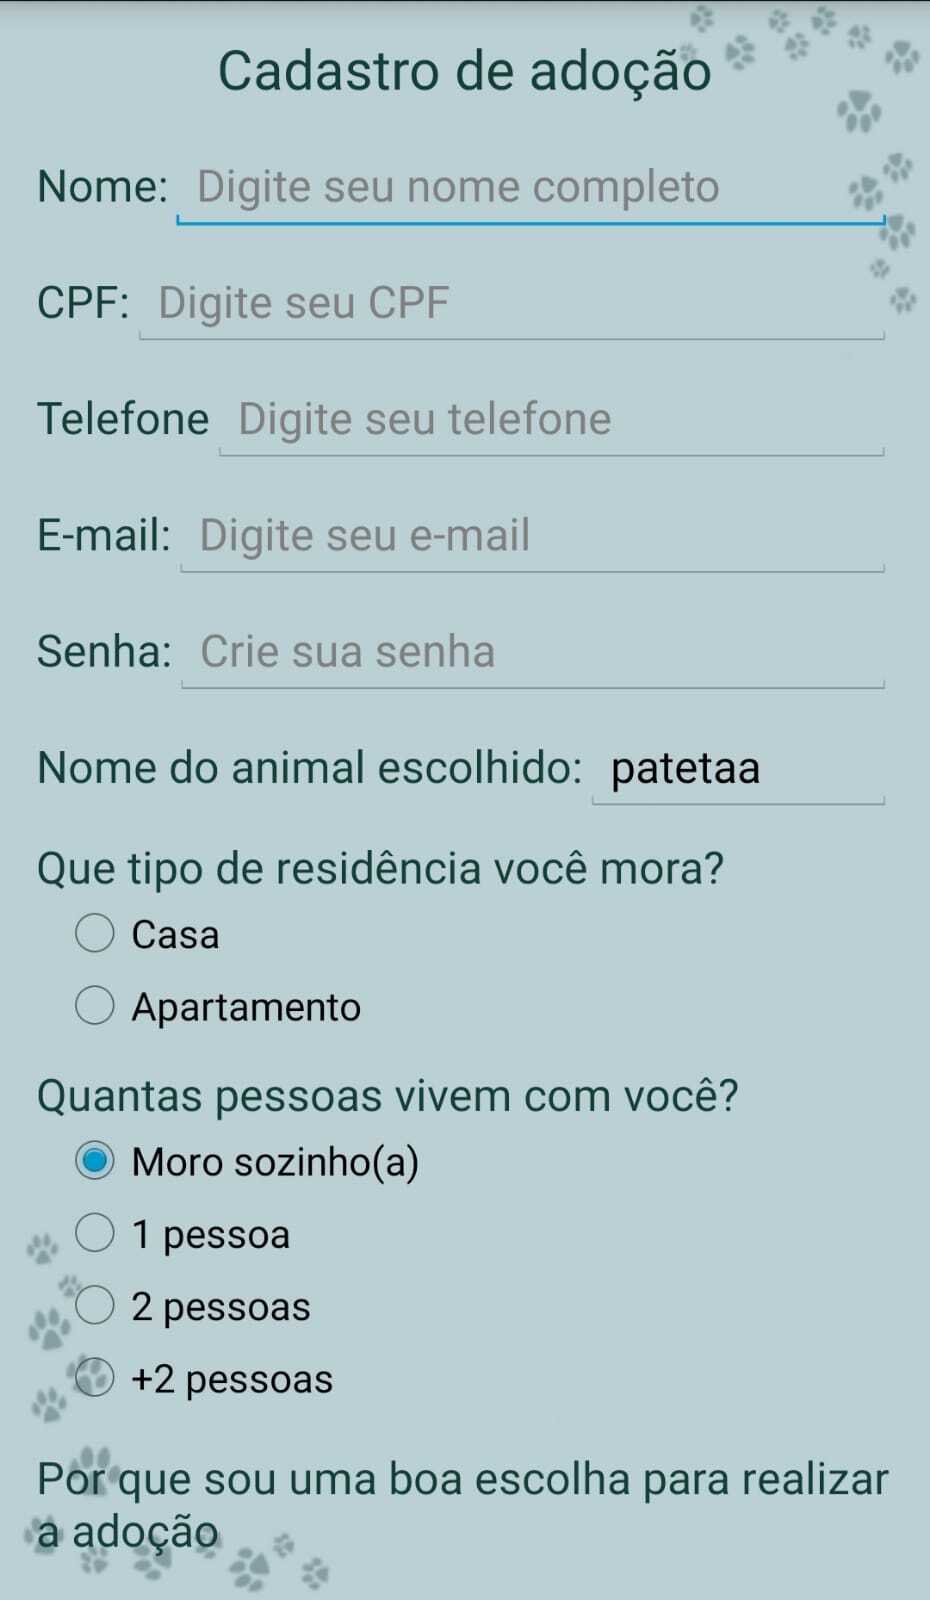 Cadastro de adoção
Nome: Digite seu nome completo
CPF: Digite seu CPF
Telefone Digite seu telefone
E-mail: Digite seu e-mail
Senha: Crie sua senha
Nome do animal escolhido: patetaa
Que tipo de residência você mora?
Casa
Apartamento
Quantas pessoas vivem com você?
Moro sozinho(a)
1 pessoa
2 pessoas
+2 pessoas
Por que sou uma boa escolha para realizar
a adoção